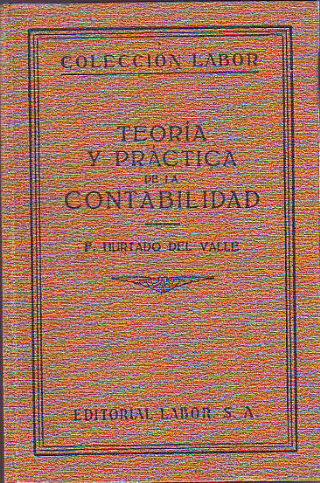 COLECCIÓN LABOR
TEORÍA
Y PRÁCTICA
DE LA
CONTABILIDAD
F. HURTADO DEL VALLE
EDITORIAL LABOR, S. A.